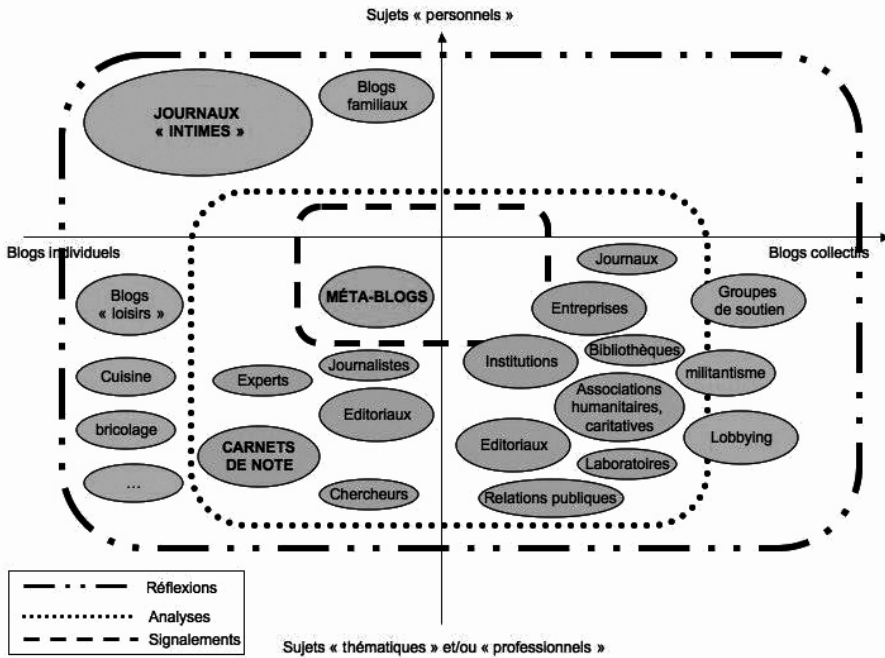 Sujets « personnels »
JOURNAUX
« INTIMES »
Blogs
familiaux
Blogs individuels
Blogs collectifs
Journaux
Blogs
« loisirs »
MÉTA-BLOGS
Entreprises
Groupes
de soutien
Cuisine
Experts
Journalistes
Institutions
Bibliothèques
militantisme
bricolage
Editoriaux
Associations
humanitaires,
caritatives
CARNETS
DE NOTE
Editoriaux
Lobbying
...
Chercheurs
Laboratoires
Relations publiques
Réflexions
Analyses
Signalements
Sujets « thématiques » et/ou « professionnels »